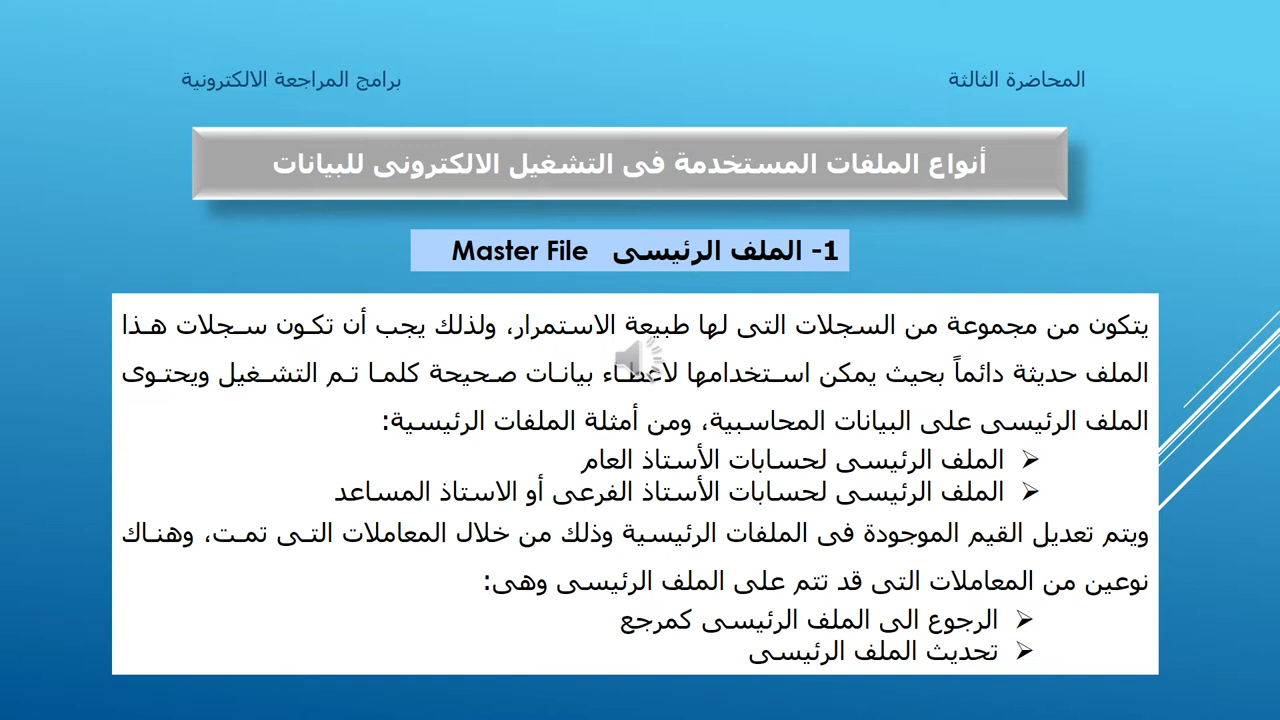 المحاضرة الثالثة
برامج المراجعة الالكترونية
أنواع الملفات المستخدمة فى التشغيل الالكترونى للبيانات
1- الملف الرئيسى Master File
يتكون من مجموعة من السجلات التى لها طبيعة الاستمرار، ولذلك يجب أن تكون سجلات هذا
الملف حديثة دائماً بحيث يمكن استخدامها لاعطاء بيانات صحيحة كلما تم التشغيل ويحتوى
الملف الرئيسى على البيانات المحاسبية، ومن أمثلة الملفات الرئيسية:
⮚ الملف الرئيسى لحسابات الأستاذ العام
⮚ الملف الرئيسى لحسابات الأستاذ الفرعى أو الاستاذ المساعد
ويتم تعديل القيم الموجودة فى الملفات الرئيسية وذلك من خلال المعاملات التى تمت، وهناك
نوعين من المعاملات التى قد تتم على الملف الرئيسى وهى:
⮚ الرجوع الى الملف الرئيسى كمرجع
⮚ تحديث الملف الرئيسى